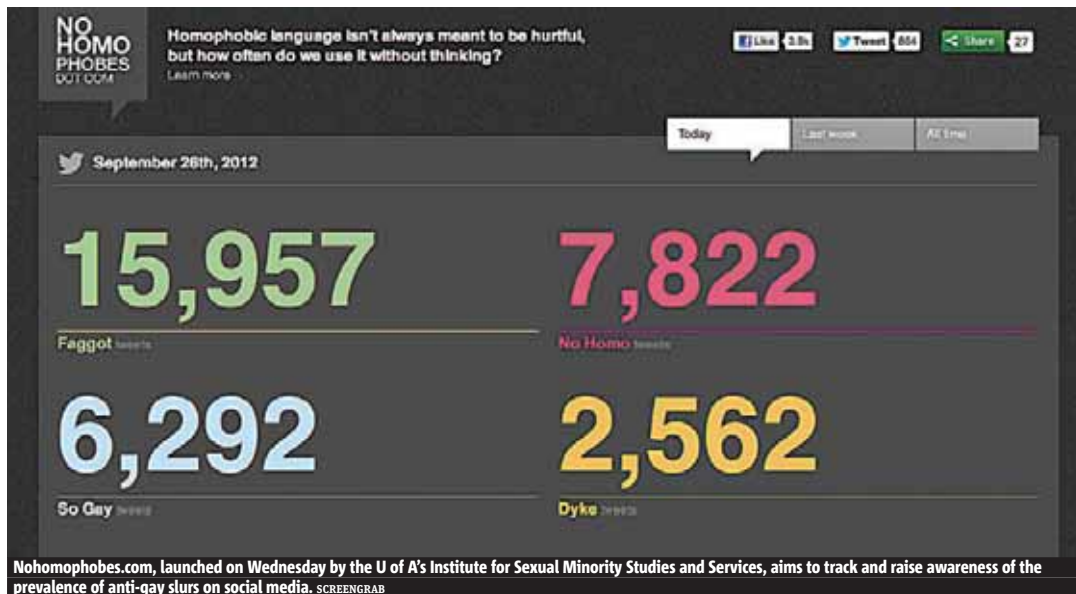 NO
HOMO
PHOBES
DOT COM
Homophobic language isn't always meant to be hurtful,
but how often do we use it without thinking?
Learn more
Like
Tweet
Share 27
Today Last week All time
September 26th, 2012
15,957 7,822
Faggot tweets No Homo tweets
6,292 2,562
So Gay tweets Dyke tweets
Nohomophobes.com, launched on Wednesday by the U of A's Institute for Sexual Minority Studies and Services, aims to track and raise awareness of the
prevalence of anti-gay slurs on social media. SCREENGRAB